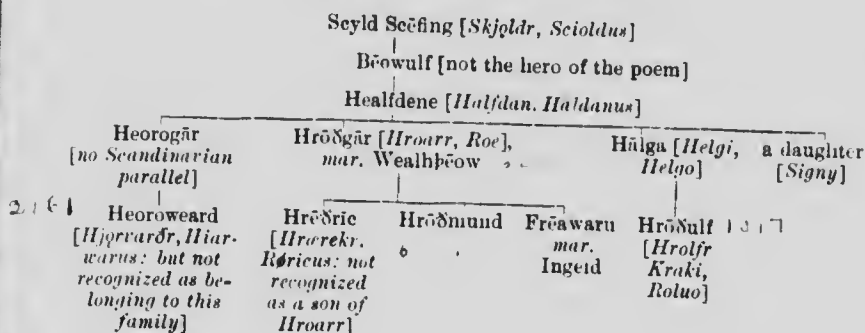 Scyld Scēfing [Skjǫldr, Scioldus]
Bēowulf [not the hero of the poem]
Healfdene [Halfdan. Haldanus]
Heorogār
[no Scandinavian
parallel]
Hrōðgār [Hroarr, Roe],
mar. Wealhþēow
Hālga [Helgi,
Helgo]
a daughter
[Signy]
2161
Heoroweard
[Hjǫrvarðr, Hiar-
warus: but not
recognized as be-
longing to this
family]
Hrēðric
[Hrœrekr.
Røricus: not
recognized
as a son of
Hroarr]
Hrōðmund
Frēawaru
mar.
Ingeld
Hrōðulf 1017
[Hrolfr
Kraki,
Roluo]